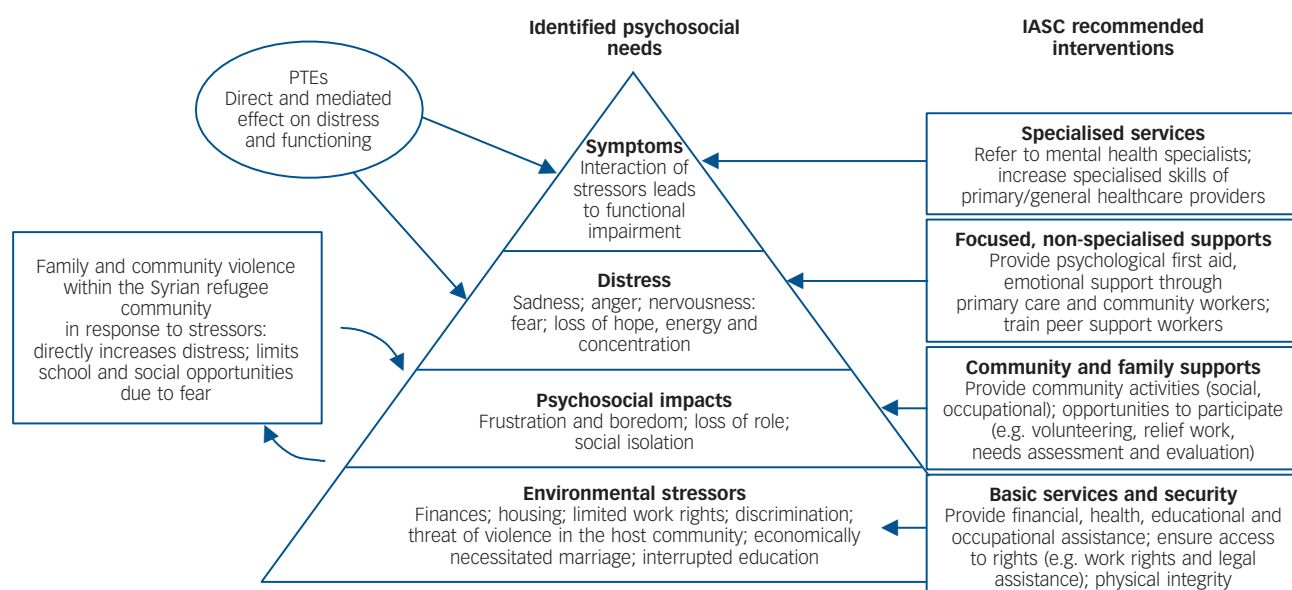 Identified psychosocial
needs
IASC recommended
interventions
PTEs
Direct and mediated
effect on distress
and functioning
Family and community violence
within the Syrian refugee
community
in response to stressors:
directly increases distress; limits
school and social opportunities
due to fear
Symptoms
Interaction of
stressors leads
to functional
impairment
Distress
Sadness; anger; nervousness:
fear; loss of hope, energy and
concentration
Psychosocial impacts
Frustration and boredom; loss of role;
social isolation
Environmental stressors
Finances; housing; limited work rights; discrimination;
threat of violence in the host community; economically
necessitated marriage; interrupted education
Specialised services
Refer to mental health specialists;
increase specialised skills of
primary/general healthcare providers
Focused, non-specialised supports
Provide psychological first aid,
emotional support through
primary care and community workers;
train peer support workers
Community and family supports
Provide community activities (social,
occupational); opportunities to participate
(e.g. volunteering, relief work,
needs assessment and evaluation)
Basic services and security
Provide financial, health, educational and
occupational assistance; ensure access
to rights (e.g. work rights and legal
assistance); physical integrity